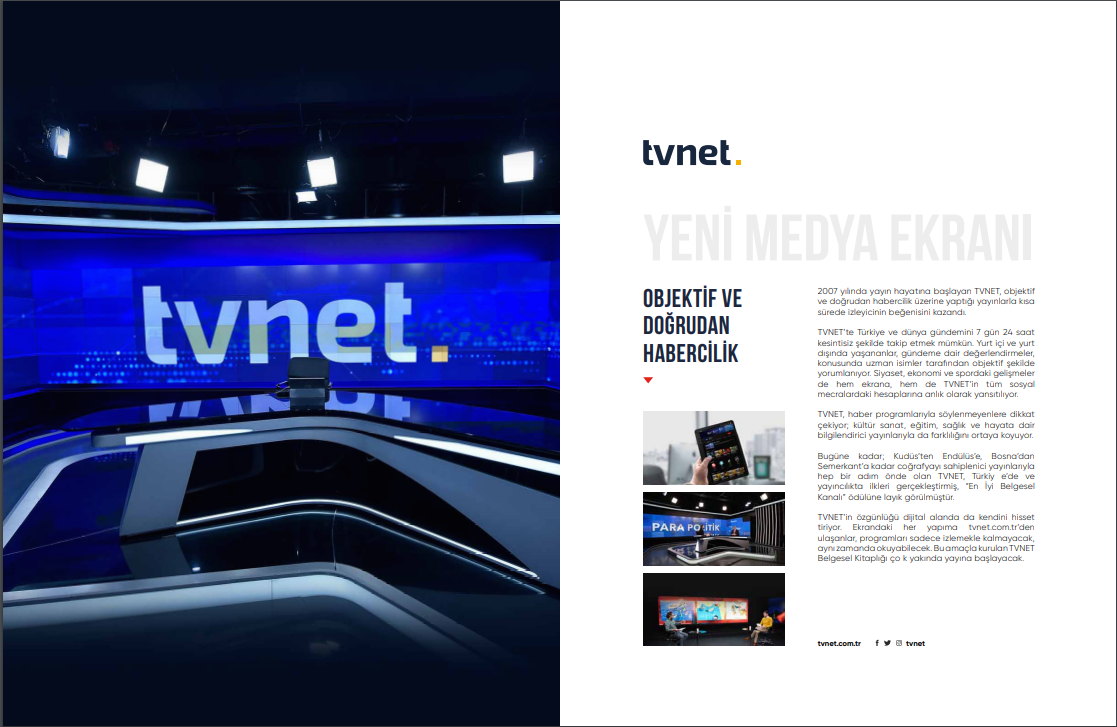 tvnet.
tvnet.
YENİ MEDYA EKRANI
OBJEKTİF VE
DOĞRUDAN
HABERCİLİK
PARA POLİTİK
2007 yılında yayın hayatına başlayan TVNET, objektif
ve doğrudan habercilik üzerine yaptığı yayınlarla kısa
sürede izleyicinin beğenisini kazandı.
TVNET'te Türkiye ve dünya gündemini 7 gün 24 saat
kesintisiz şekilde takip etmek mümkün. Yurt içi ve yurt
dışında yaşananlar, gündeme dair değerlendirmeler,
konusunda uzman isimler tarafından objektif şekilde
yorumlanıyor. Siyaset, ekonomi ve spordaki gelişmeler
de hem ekrana, hem de TVNET'in tüm sosyal
mecralardaki hesaplarına anlık olarak yansıtılıyor.
TVNET, haber programlarıyla söylenmeyenlere dikkat
çekiyor; kültür sanat, eğitim, sağlık ve hayata dair
bilgilendirici yayınlarıyla da farklılığını ortaya koyuyor.
Bugüne kadar; Kudüs'ten Endülüs'e, Bosna'dan
Semerkant'a kadar coğrafyayı sahiplenici yayınlarıyla
hep bir adım önde olan TVNET, Türkiy e'de ve
yayıncılıkta ilkleri gerçekleştirmiş, "En İyi Belgesel
Kanalı" ödülüne layık görülmüştür.
TVNET'in özgünlüğü dijital alanda da kendini hisset
tiriyor. Ekrandaki her yapıma tvnet.com.tr'den
ulaşanlar, programları sadece izlemekle kalmayacak,
aynı zamanda okuyabilecek. Bu amaçla kurulan TVNET
Belgesel Kitaplığı ço k yakında yayına başlayacak.
tvnet.com.tr tvnet